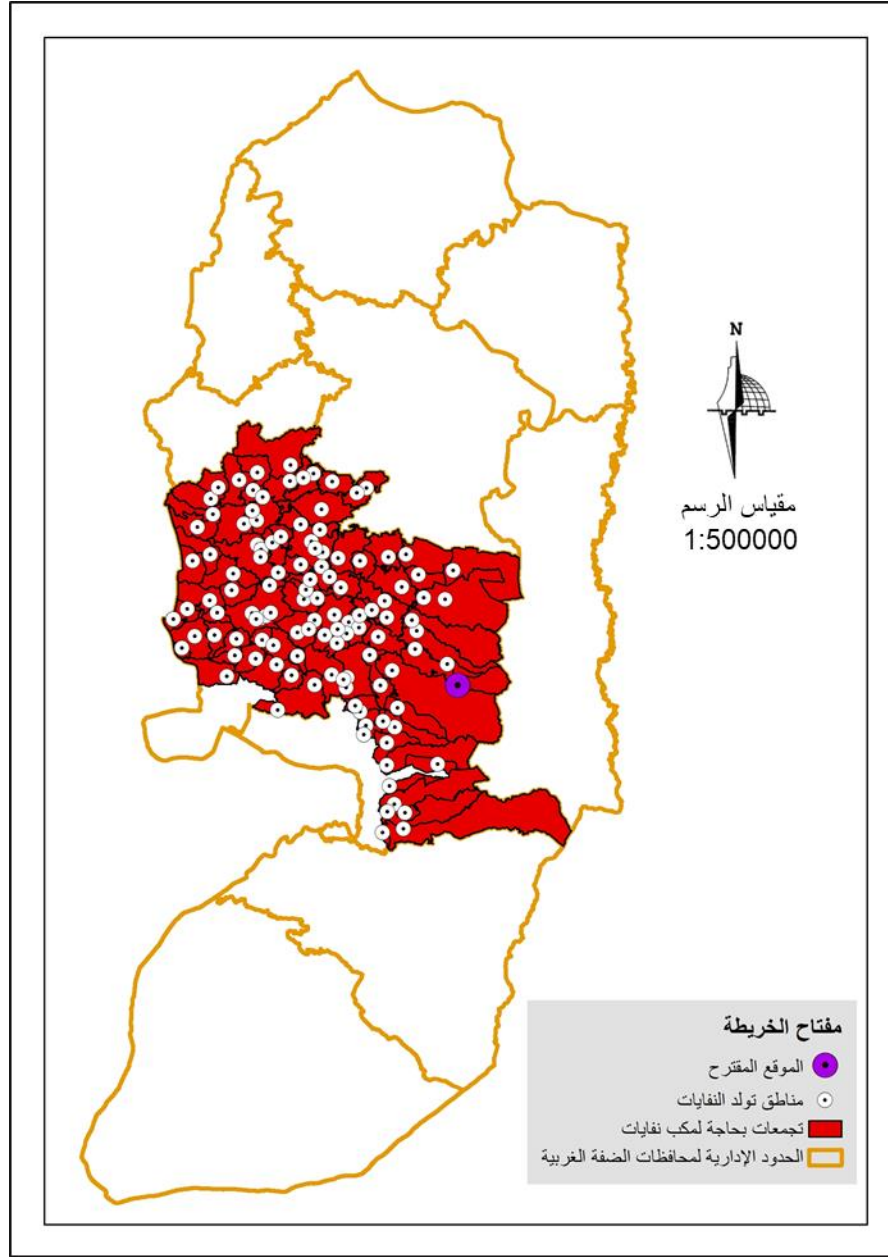 N
مقياس الرسم
1:500000
مفتاح الخريطة
الموقع المقترح
مناطق تولد النفايات
تجمعات بحاجة لمكب نفايات
الحدود الإدارية لمحافظات الضفة الغربية